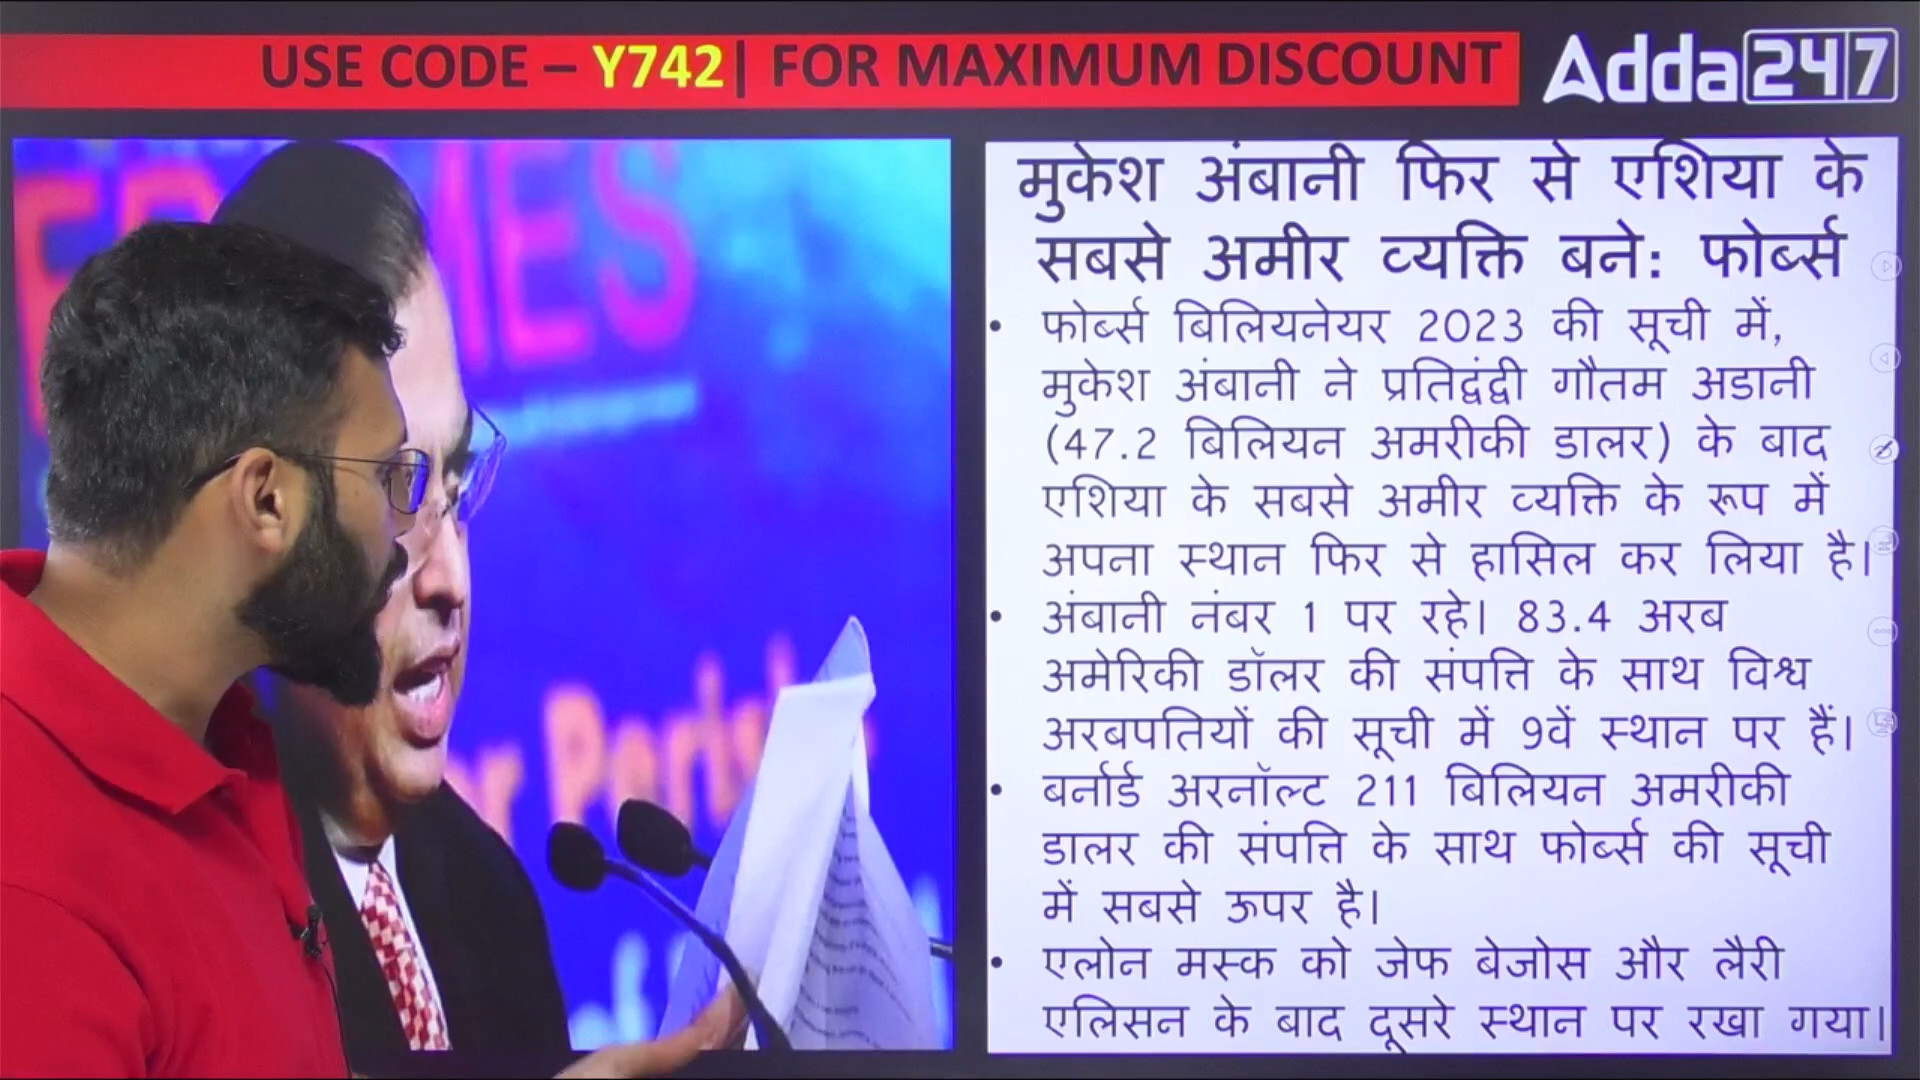 USE CODE – Y742| FOR MAXIMUM DISCOUNT
Adda247
मुकेश अंबानी फिर से एशिया के
सबसे अमीर व्यक्ति बने: फोर्ब्स
• फोर्ब्स बिलियनेयर 2023 की सूची में,
मुकेश अंबानी ने प्रतिद्वंद्वी गौतम अडानी
(47.2 बिलियन अमरीकी डालर) के बाद
एशिया के सबसे अमीर व्यक्ति के रूप में
अपना स्थान फिर से हासिल कर लिया है।
• अंबानी नंबर 1 पर रहे। 83.4 अरब
अमेरिकी डॉलर की संपत्ति के साथ विश्व
अरबपतियों की सूची में 9वें स्थान पर हैं।
• बर्नार्ड अरनॉल्ट 211 बिलियन अमरीकी
डालर की संपत्ति के साथ फोर्ब्स की सूची
में सबसे ऊपर है।
• एलोन मस्क को जेफ बेजोस और लैरी
एलिसन के बाद दूसरे स्थान पर रखा गया।